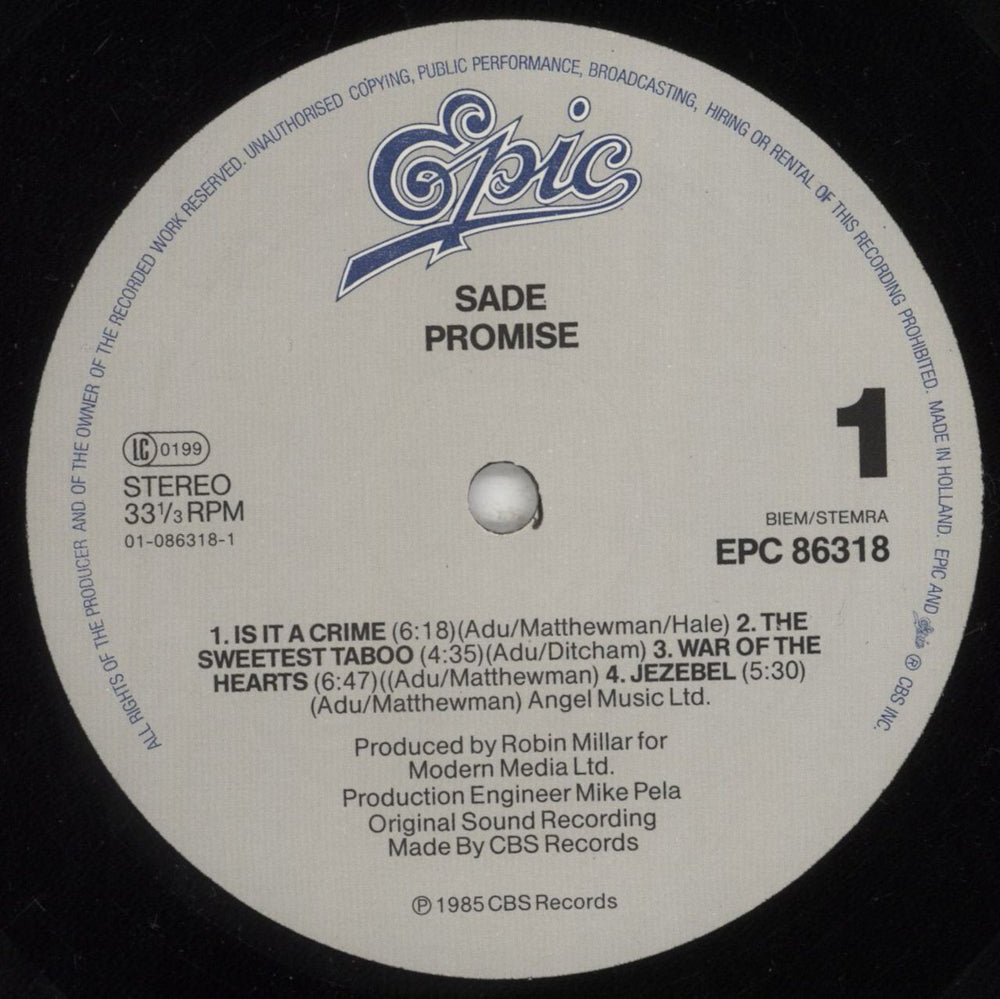 ALL RIGHTS OF THE PRODUCER AND OF THE OWNER OF THE RECORDED WORK RESERVED. UNAUTHORISED COPYING, PUBLIC PERFORMANCE, BROADCASTING, HIRING OR RENTAL OF THIS RECORDING PROHIBITED. MADE IN HOLLAND. EPIC AND Epic ® CBS INC.
Epic
SADE
PROMISE
1
LC 0199
STEREO
33⅓ RPM
01-086318-1
BIEM/STEMRA
EPC 86318
1. IS IT A CRIME (6:18)(Adu/Matthewman/Hale) 2. THE
SWEETEST TABOO (4:35)(Adu/Ditcham) 3. WAR OF THE
HEARTS (6:47)((Adu/Matthewman) 4. JEZEBEL (5:30)
(Adu/Matthewman) Angel Music Ltd.
Produced by Robin Millar for
Modern Media Ltd.
Production Engineer Mike Pela
Original Sound Recording
Made By CBS Records
℗ 1985 CBS Records